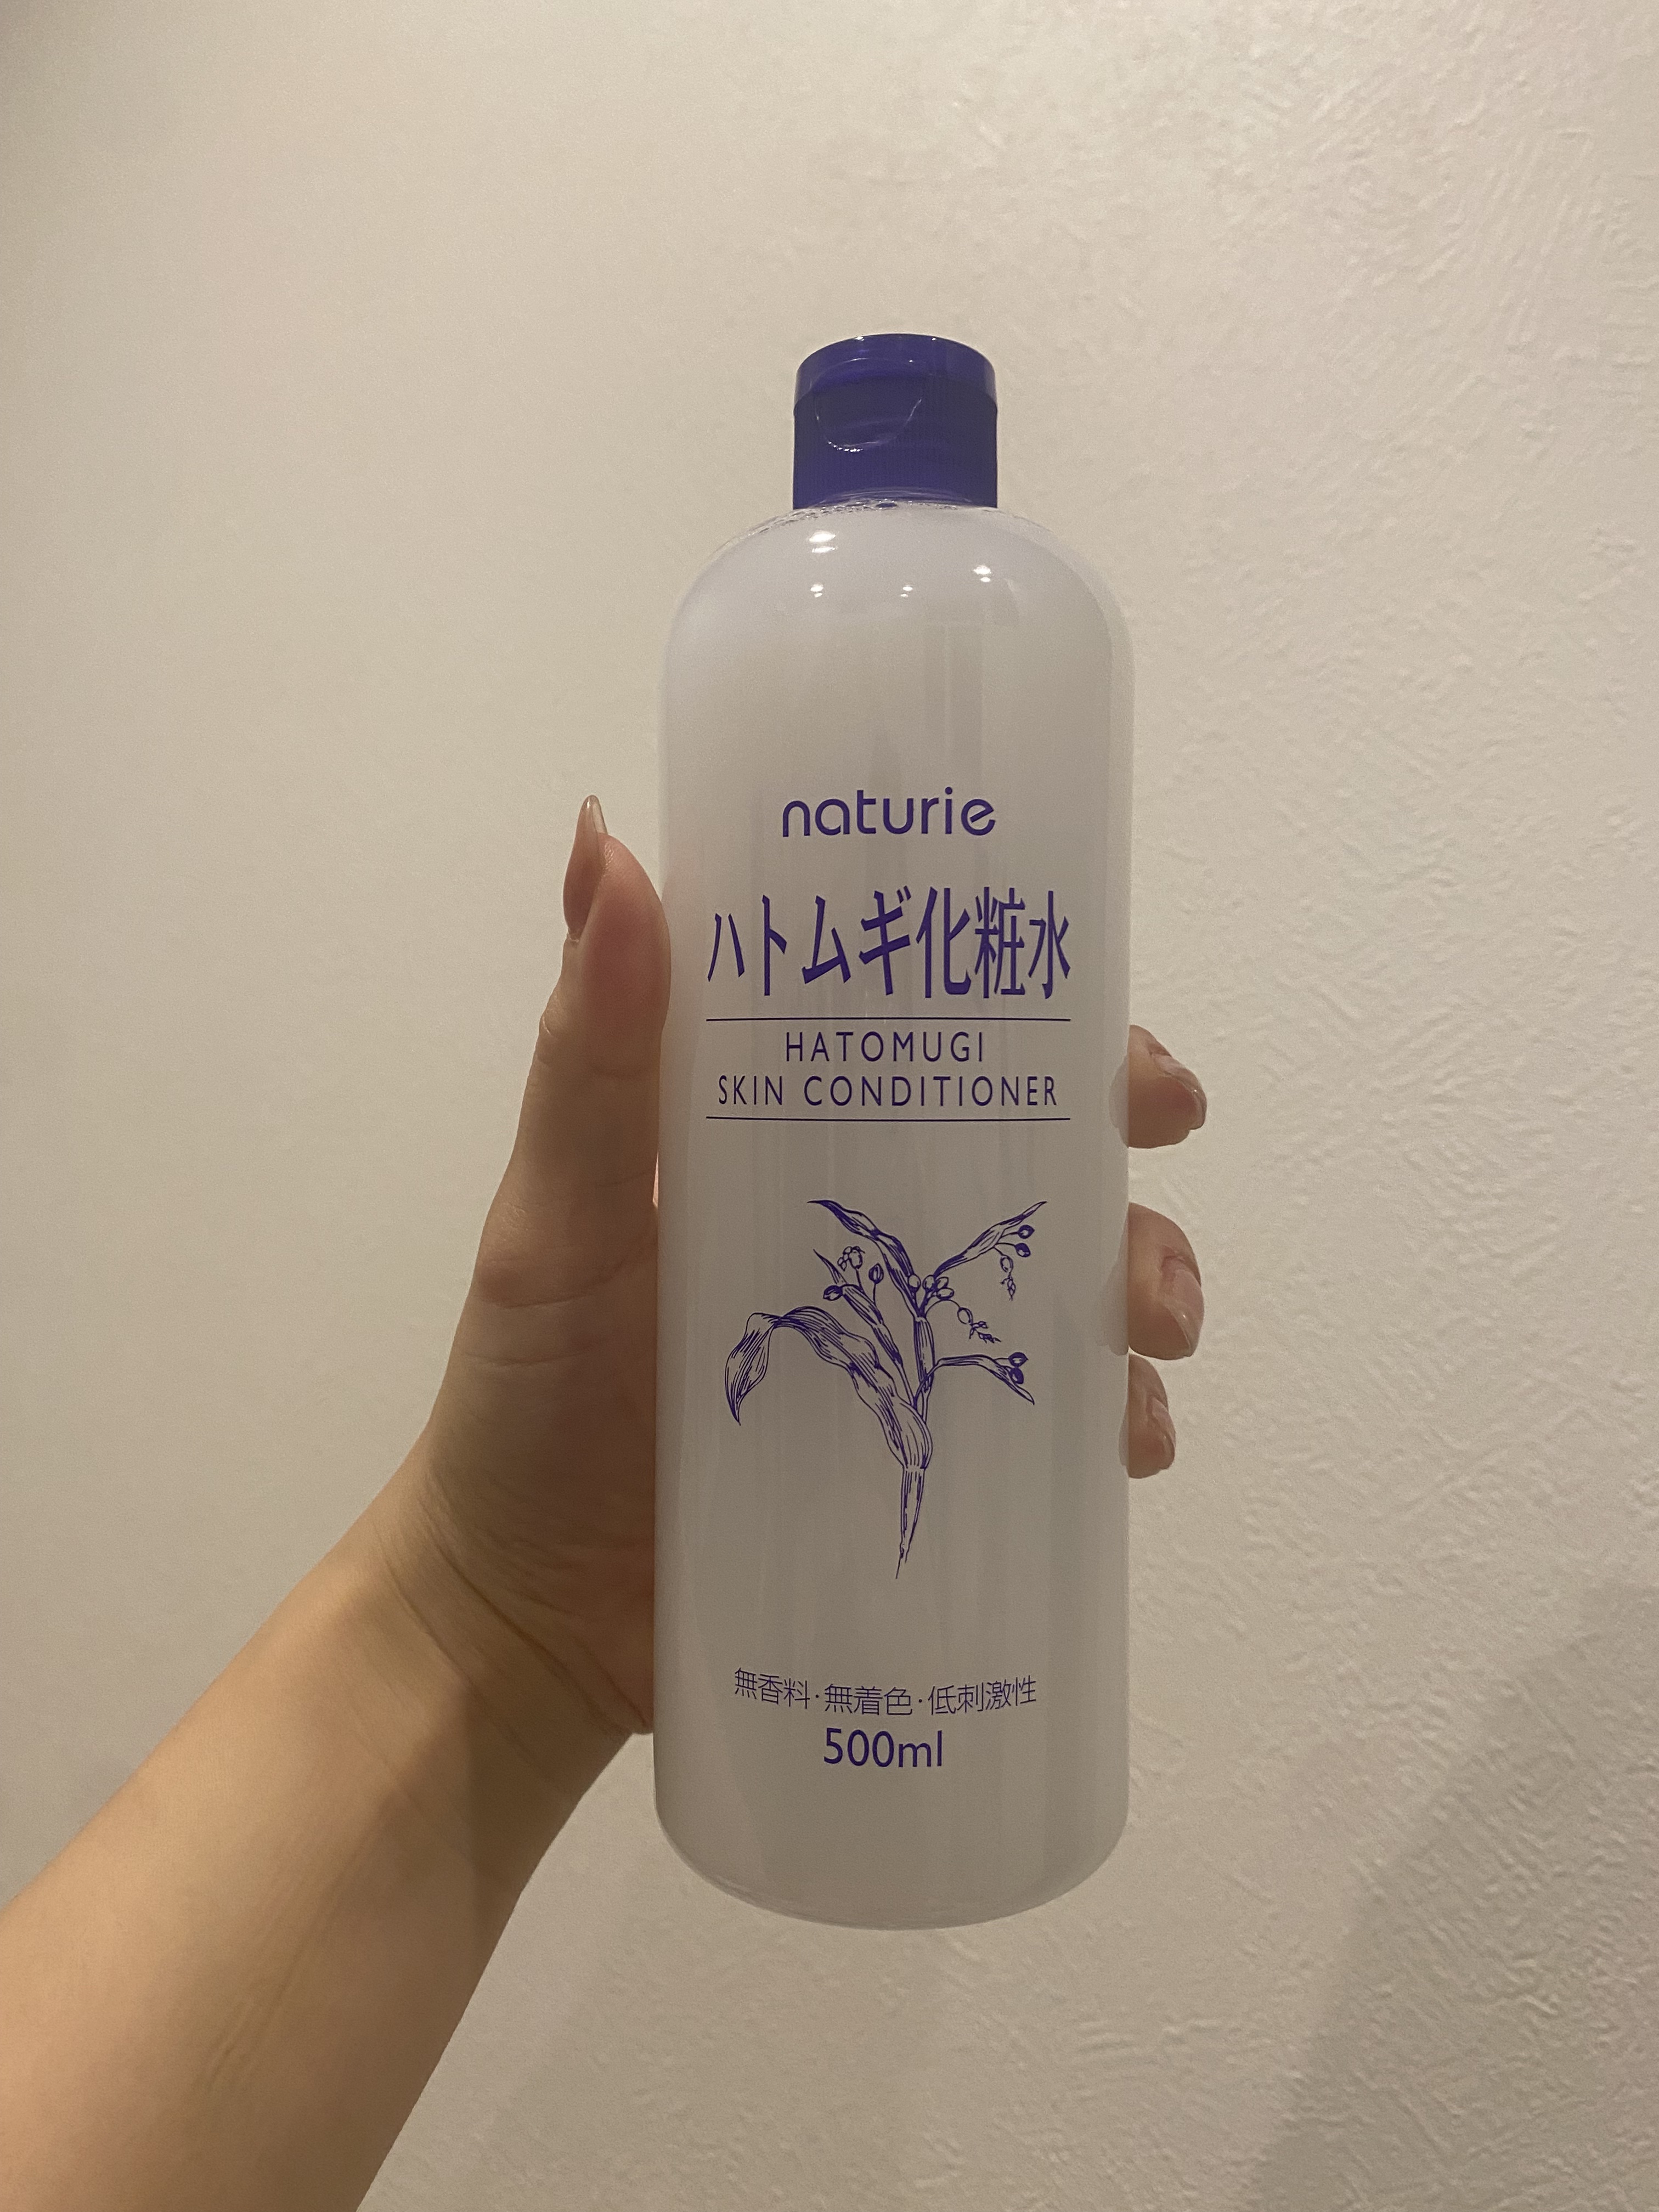 naturie
ハトムギ化粧水
HATOMUGI
SKIN CONDITIONER
無香料・無着色・低刺激性
500ml